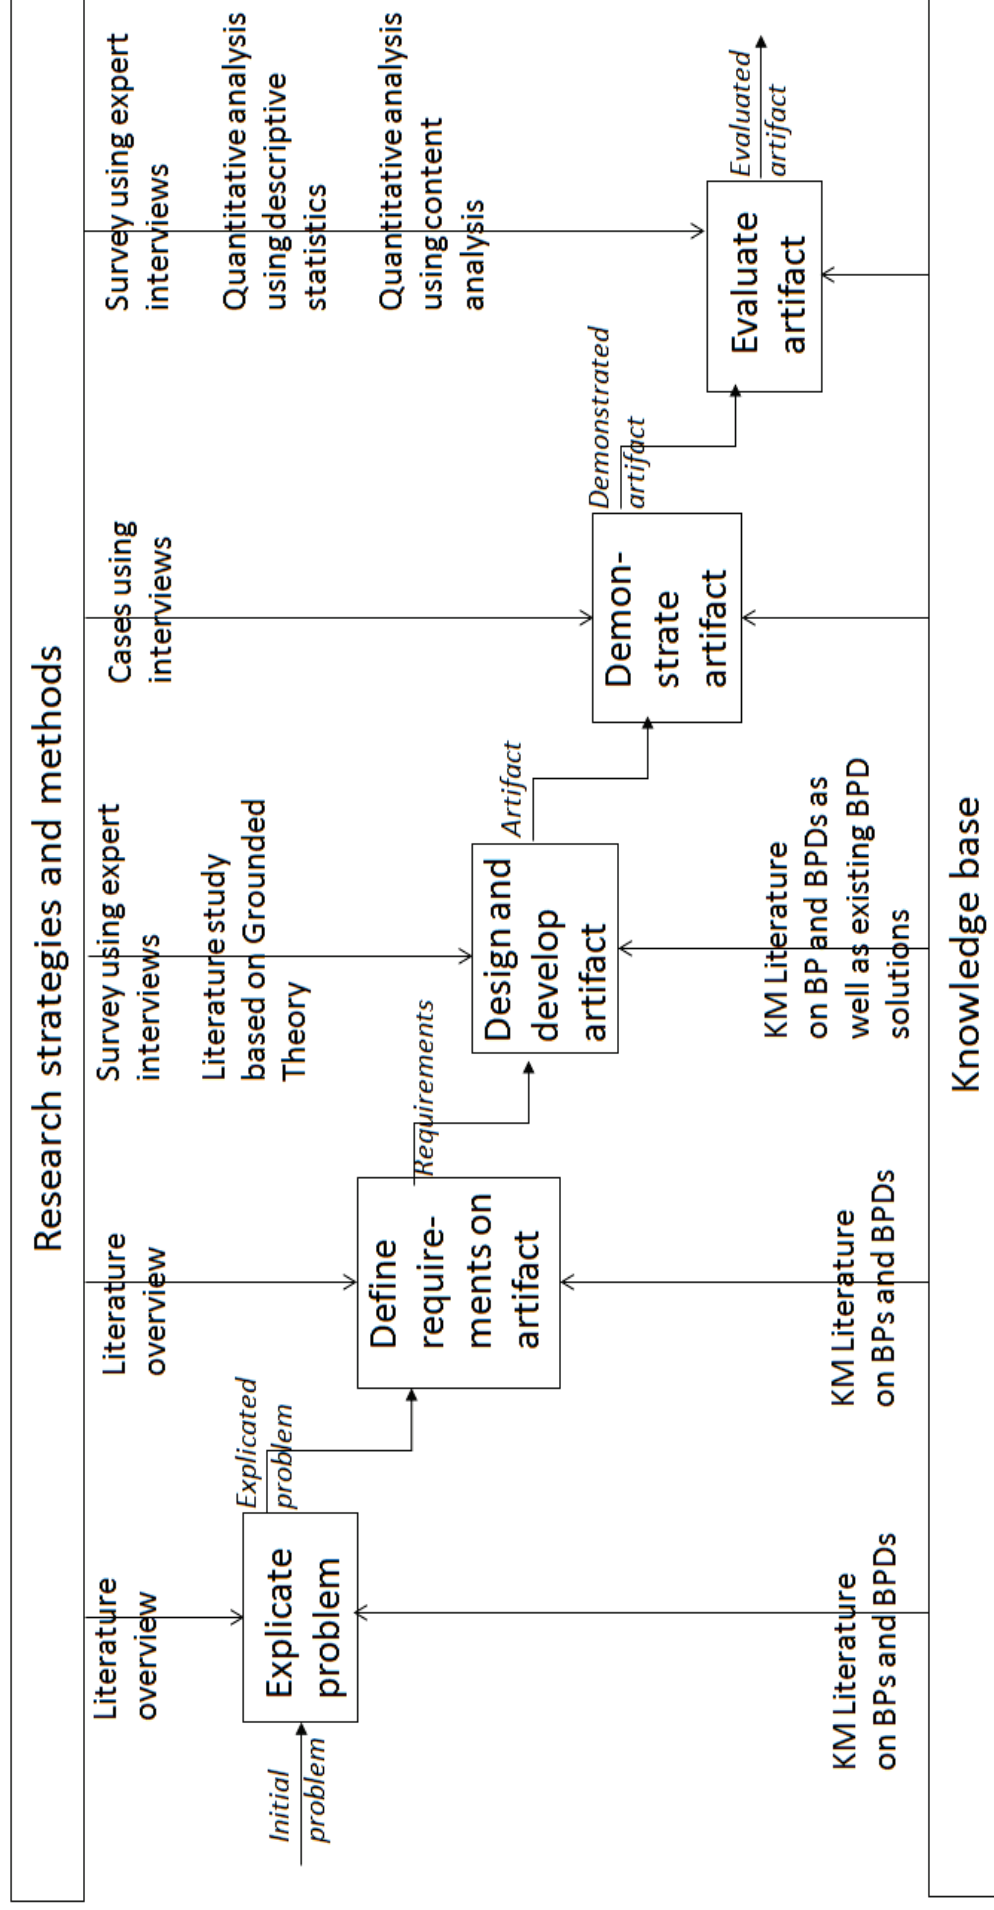 Research strategies and methods
Literature
overview
Literature
overview
Survey using expert
interviews
Literature study
based on Grounded
Theory
Cases using
interviews
Survey using expert
interviews
Quantitative analysis
using descriptive
statistics
Quantitative analysis
using content
analysis
Initial
problem
Explicate
problem
Explicated
problem
Define
require-
ments on
artifact
Requirements
Design and
develop
artifact
Artifact
Demon-
strate
artifact
Demonstrated
artifact
Evaluate
artifact
Evaluated
artifact
KM Literature
on BPs and BPDs
KM Literature
on BPs and BPDs
KM Literature
on BP and BPDs as
well as existing BPD
solutions
Knowledge base